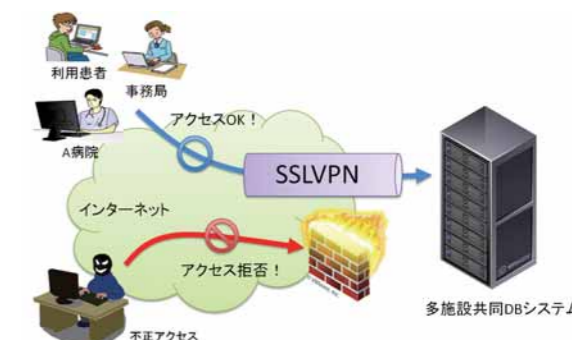 利用患者
事務局
A病院
アクセスOK！
SSLVPN
インターネット
アクセス拒否！
多施設共同DBシステム
不正アクセス